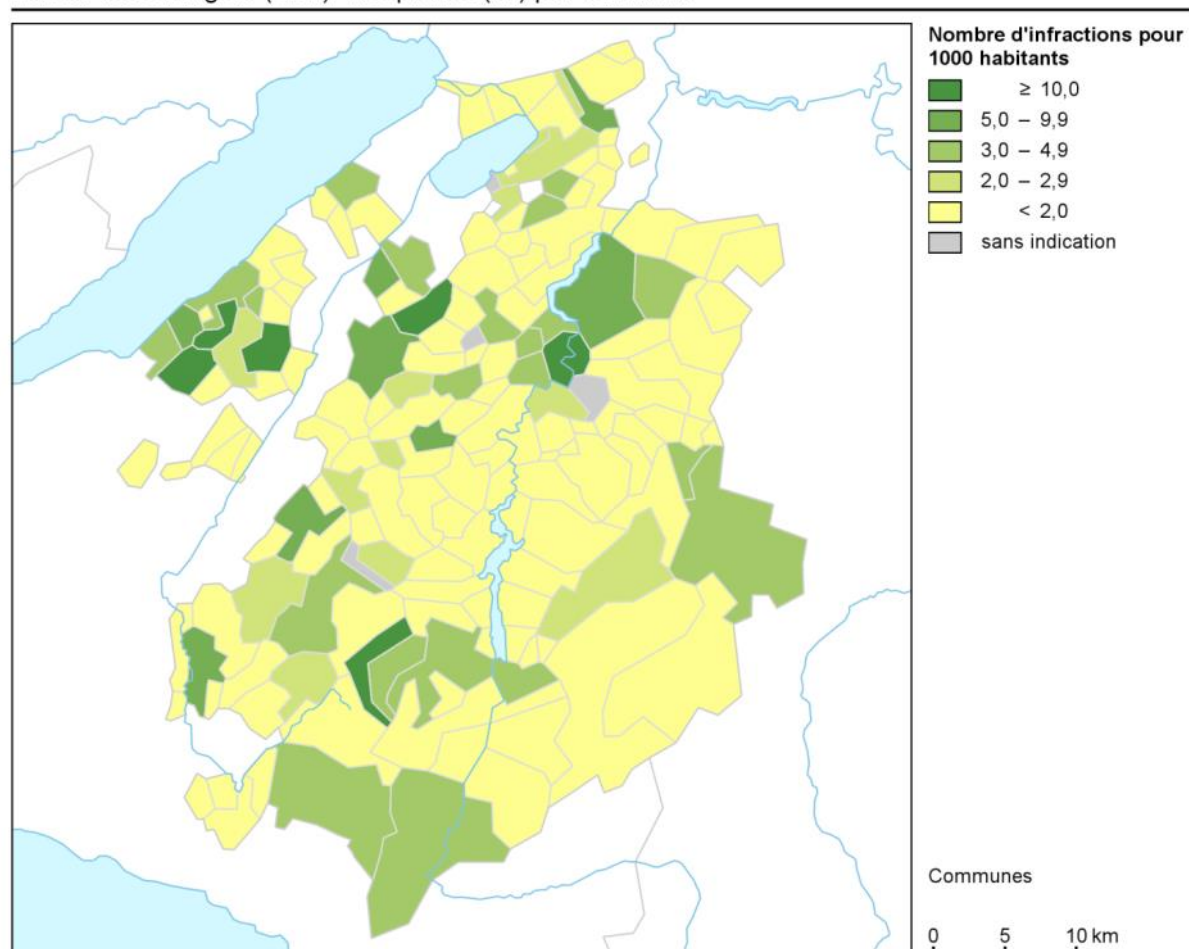 Nombre d'infractions pour
1000 habitants
≥ 10,0
5,0 – 9,9
3,0 – 4,9
2,0 – 2,9
< 2,0
sans indication
Communes
0 5 10 km